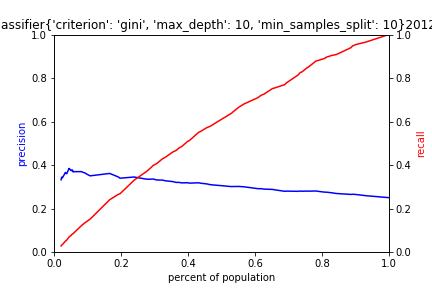 assifier{'criterion': 'gini', 'max_depth': 10, 'min_samples_split': 10}2012
1.0 1.0
0.8 0.8
precision recall
0.6 0.6
0.4 0.4
0.2 0.2
0.0 0.0
0.0 0.2 0.4 0.6 0.8 1.0
percent of population